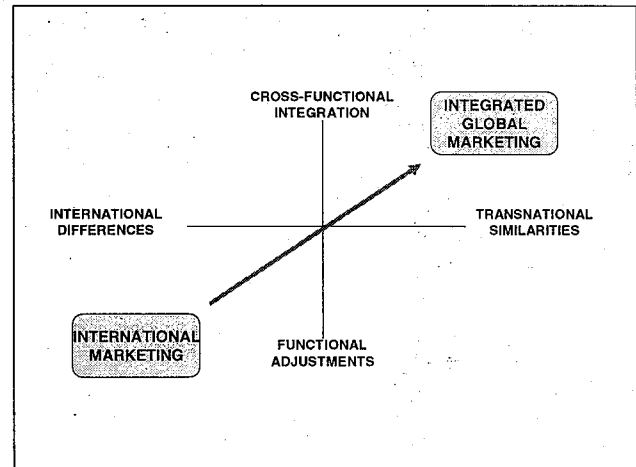 CROSS-FUNCTIONAL
INTEGRATION
INTEGRATED
GLOBAL
MARKETING
INTERNATIONAL
DIFFERENCES
TRANSNATIONAL
SIMILARITIES
INTERNATIONAL
MARKETING
FUNCTIONAL
ADJUSTMENTS